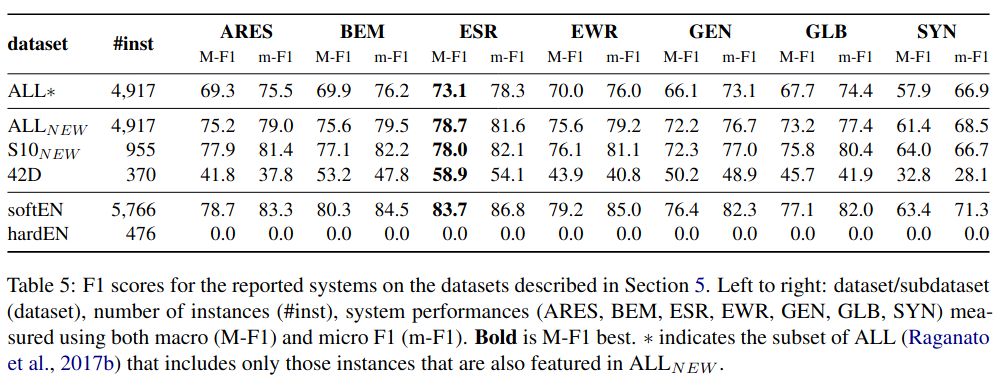 dataset #inst ARES BEM ESR EWR GEN GLB SYN
M-F1 m-F1 M-F1 m-F1 M-F1 m-F1 M-F1 m-F1 M-F1 m-F1 M-F1 m-F1 M-F1 m-F1
ALL∗ 4,917 69.3 75.5 69.9 76.2 73.1 78.3 70.0 76.0 66.1 73.1 67.7 74.4 57.9 66.9
ALL_NEW 4,917 75.2 79.0 75.6 79.5 78.7 81.6 75.6 79.2 72.2 76.7 73.2 77.4 61.4 68.5
S10_NEW 955 77.9 81.4 77.1 82.2 78.0 82.1 76.1 81.1 72.3 77.0 75.8 80.4 64.0 66.7
42D 370 41.8 37.8 53.2 47.8 58.9 54.1 43.9 40.8 50.2 48.9 45.7 41.9 32.8 28.1
softEN 5,766 78.7 83.3 80.3 84.5 83.7 86.8 79.2 85.0 76.4 82.3 77.1 82.0 63.4 71.3
hardEN 476 0.0 0.0 0.0 0.0 0.0 0.0 0.0 0.0 0.0 0.0 0.0 0.0 0.0 0.0
Table 5: F1 scores for the reported systems on the datasets described in Section 5. Left to right: dataset/subdataset
(dataset), number of instances (#inst), system performances (ARES, BEM, ESR, EWR, GEN, GLB, SYN) mea-
sured using both macro (M-F1) and micro F1 (m-F1). Bold is M-F1 best. ∗ indicates the subset of ALL (Raganato
et al., 2017b) that includes only those instances that are also featured in ALL_NEW.